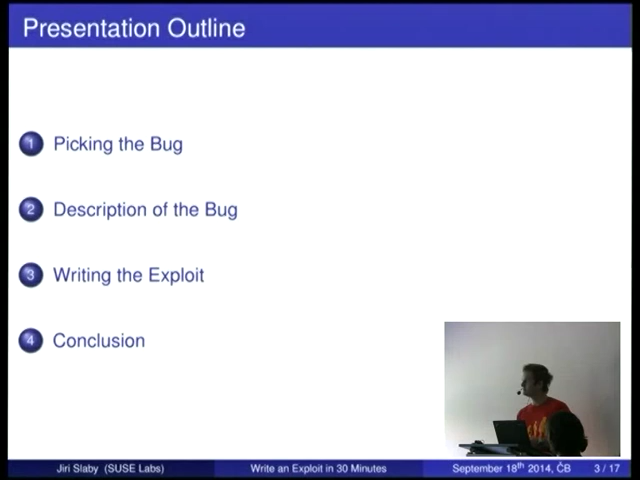 Presentation Outline
1 Picking the Bug
2 Description of the Bug
3 Writing the Exploit
4 Conclusion
Jiri Slaby (SUSE Labs) Write an Exploit in 30 Minutes September 18th 2014, ČB 3 / 17